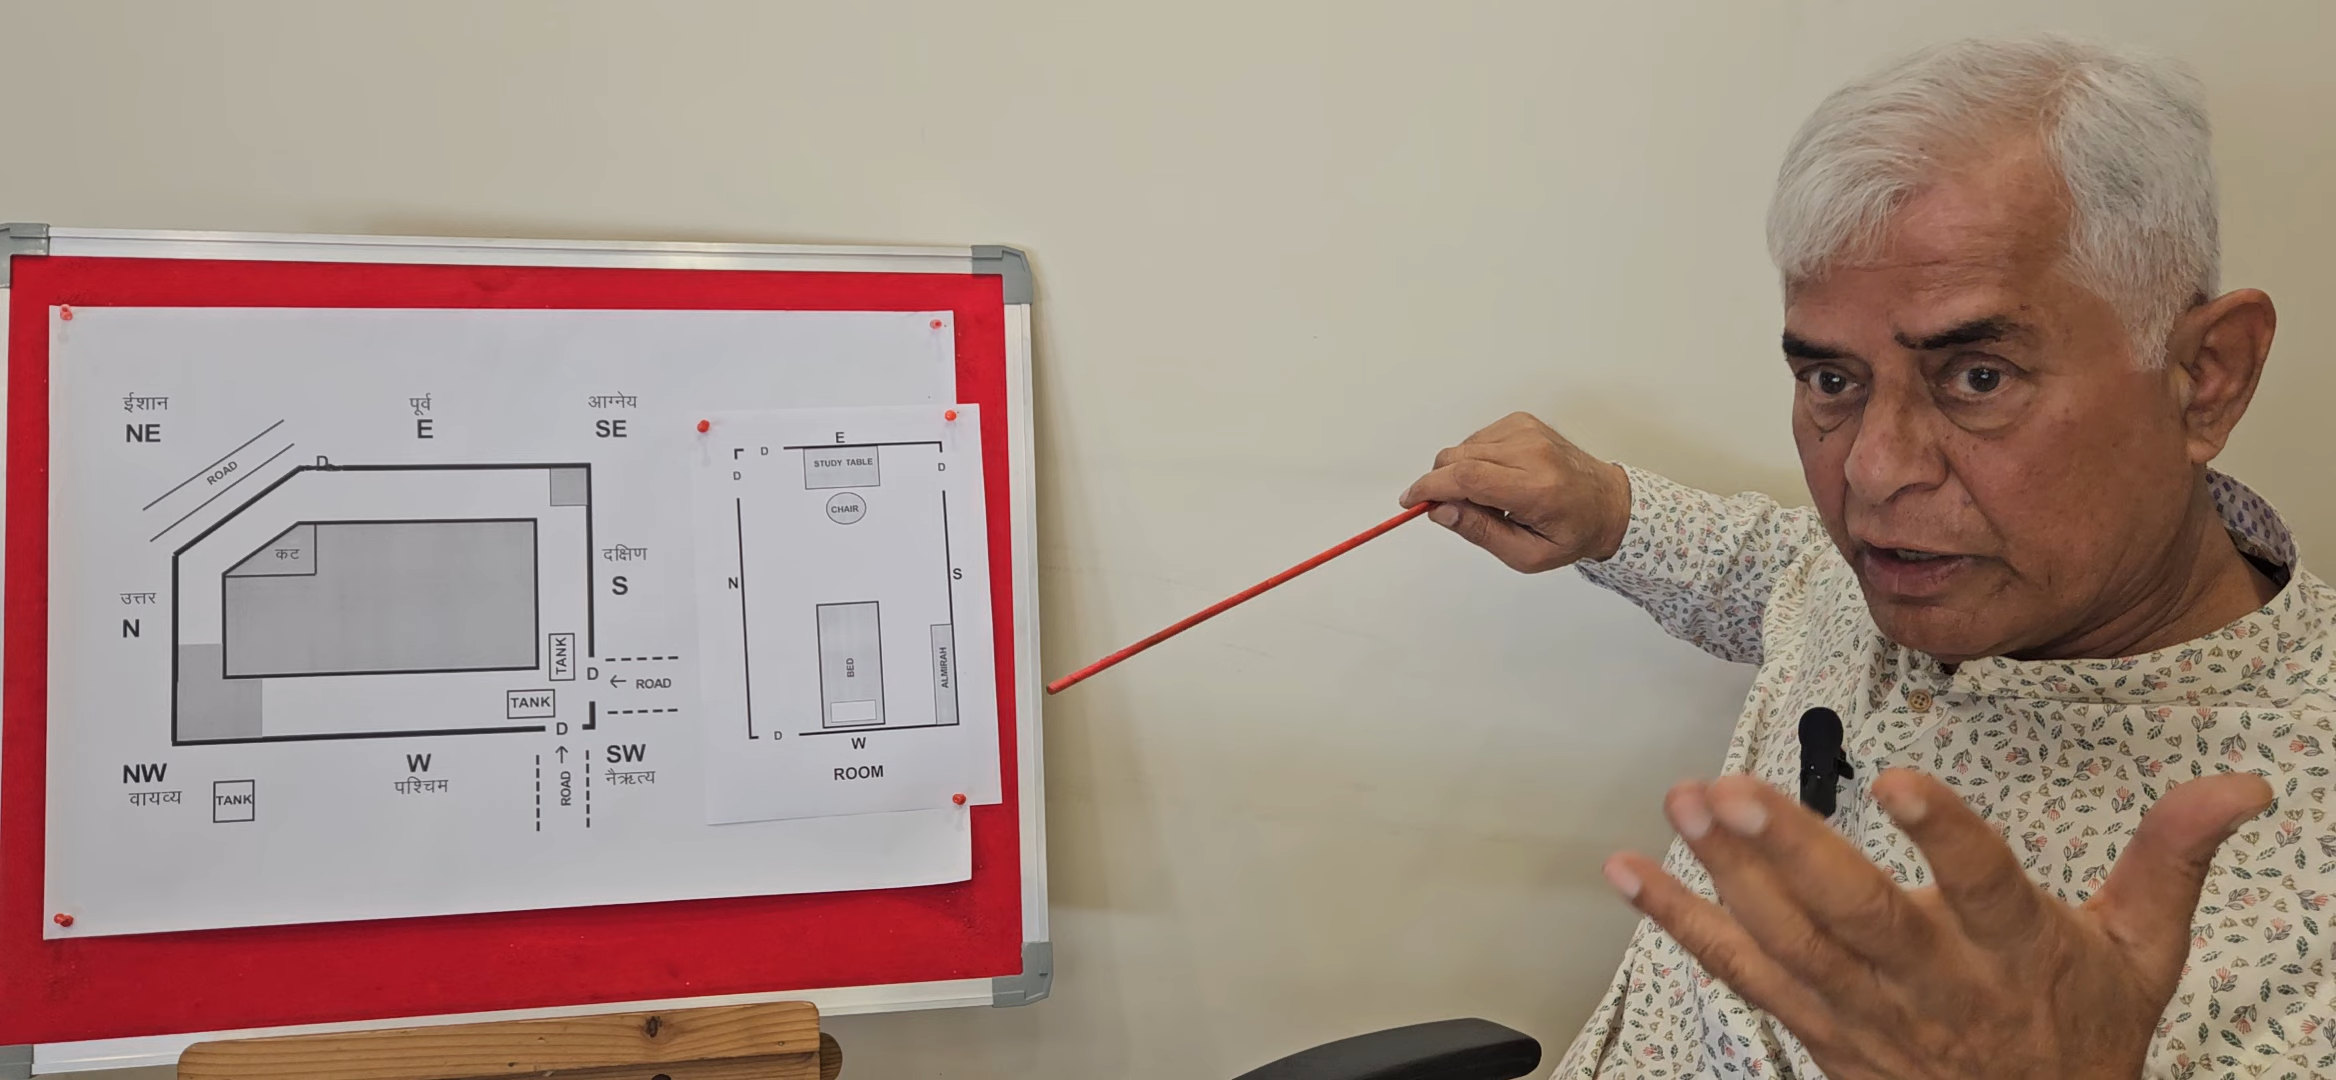 ईशान
NE
पूर्व
E
आग्नेय
SE
ROAD
D
कट
दक्षिण
S
उत्तर
N
TANK
TANK
D
← ROAD
D
↑
ROAD
NW
वायव्य
TANK
W
पश्चिम
SW
नैऋत्य
E
D
D
D
STUDY TABLE
CHAIR
N
S
BED
ALMIRAH
D
W
ROOM